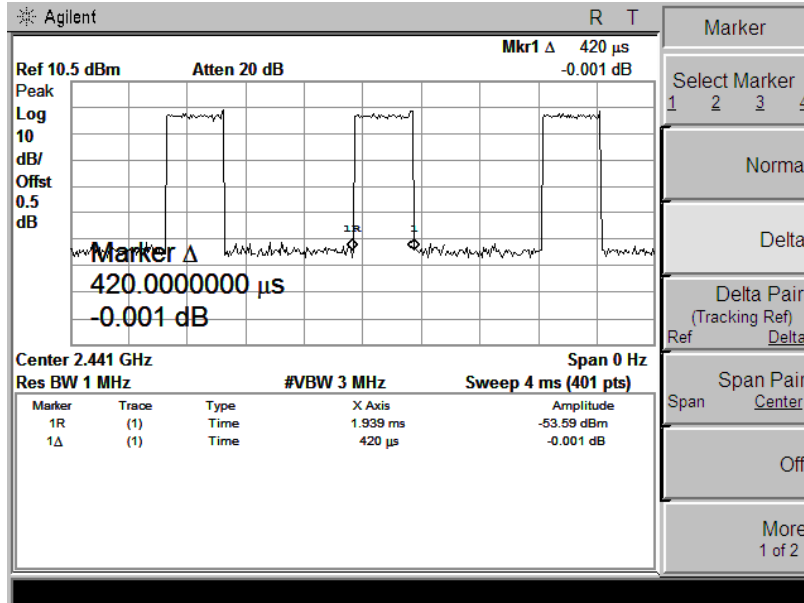 Agilent R T
Mkr1 Δ 420 µs
Ref 10.5 dBm Atten 20 dB -0.001 dB
Peak
Log
10
dB/
Offst
0.5
dB
1R 1
Marker Δ
420.0000000 µs
-0.001 dB
Center 2.441 GHz Span 0 Hz
Res BW 1 MHz #VBW 3 MHz Sweep 4 ms (401 pts)
Marker Trace Type X Axis Amplitude
1R (1) Time 1.939 ms -53.59 dBm
1Δ (1) Time 420 µs -0.001 dB
Marker
Select Marker
1 2 3 4
Norma
Delta
Delta Pair
(Tracking Ref)
Ref Delta
Span Pair
Span Center
Off
More
1 of 2